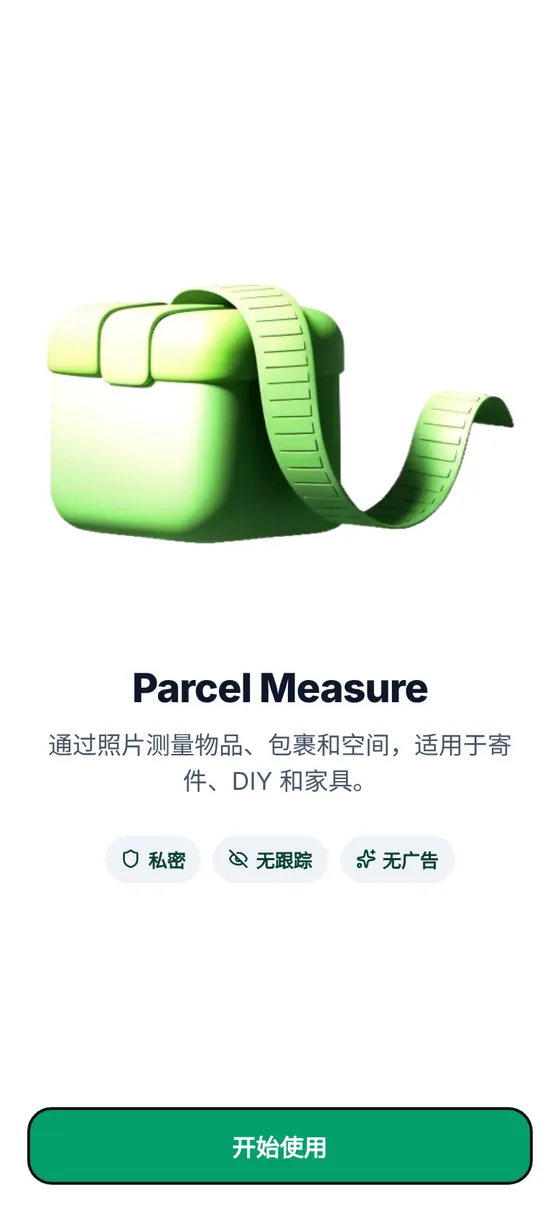 Parcel Measure
通过照片测量物品、包裹和空间，适用于寄
件、DIY 和家具。
私密
无跟踪
无广告
开始使用